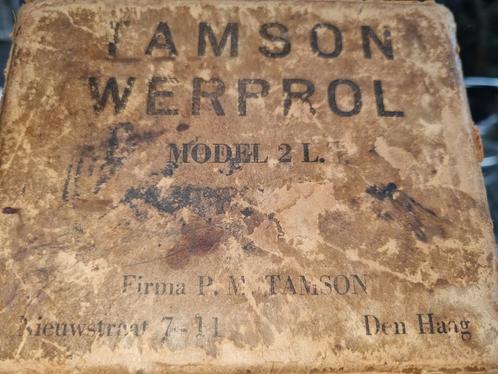 TAMSON
WERPROL
MODEL 2 L.
Firma P. M. TAMSON
Nieuwstraat 7-11 Den Haag